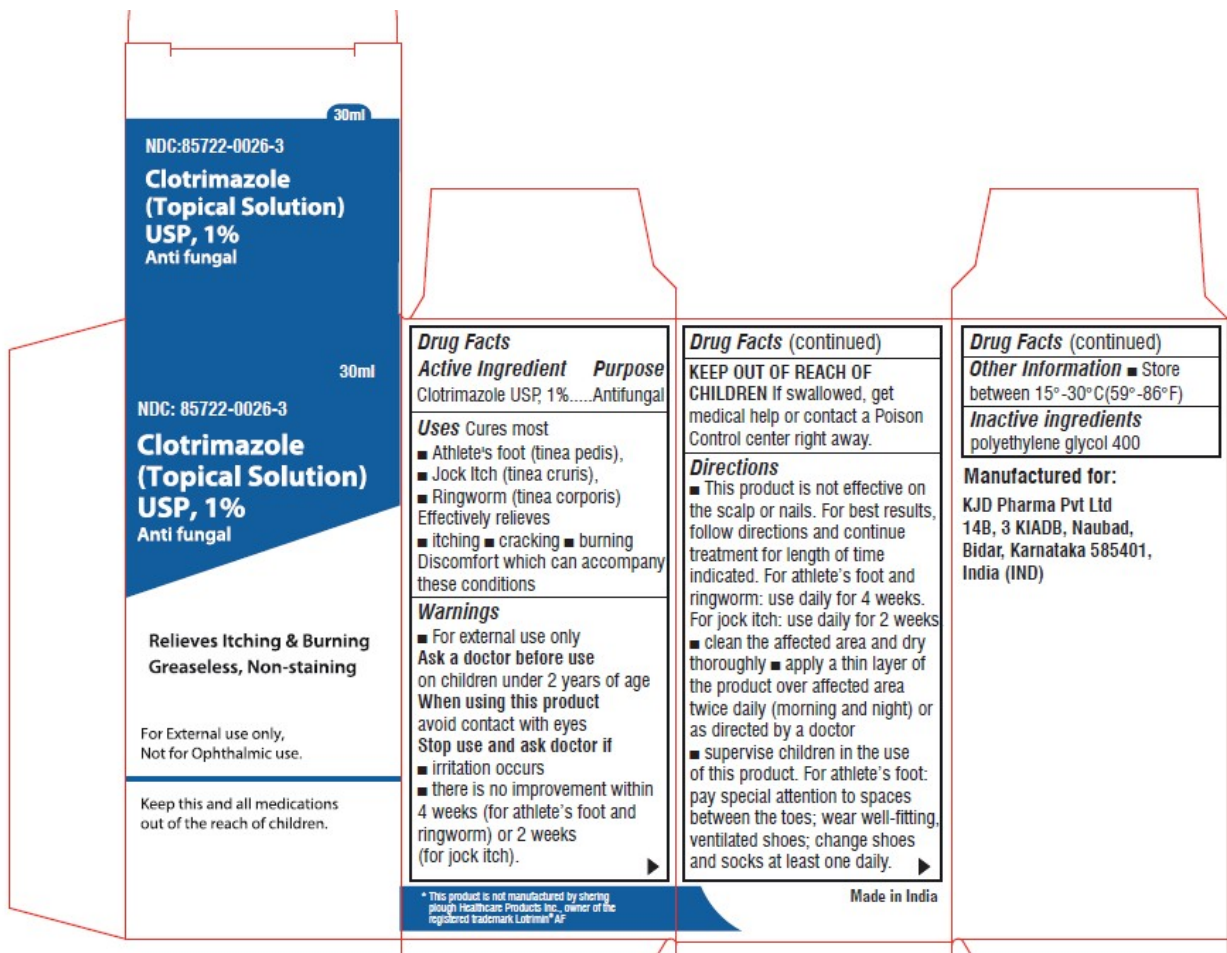 30ml
NDC:85722-0026-3
Clotrimazole
(Topical Solution)
USP, 1%
Anti fungal
30ml
NDC: 85722-0026-3
Clotrimazole
(Topical Solution)
USP, 1%
Anti fungal
Relieves Itching & Burning
Greaseless, Non-staining
For External use only,
Not for Ophthalmic use.
Keep this and all medications
out of the reach of children.
Drug Facts
Active Ingredient Purpose
Clotrimazole USP, 1%.....Antifungal
Uses Cures most
■ Athlete's foot (tinea pedis),
■ Jock Itch (tinea cruris),
■ Ringworm (tinea corporis)
Effectively relieves
■ itching ■ cracking ■ burning
Discomfort which can accompany
these conditions
Warnings
■ For external use only
Ask a doctor before use
on children under 2 years of age
When using this product
avoid contact with eyes
Stop use and ask doctor if
■ irritation occurs
■ there is no improvement within
4 weeks (for athlete's foot and
ringworm) or 2 weeks
(for jock itch).
* This product is not manufactured by shering
plough Healthcare Products Inc., owner of the
registered trademark Lotrimin® AF
Drug Facts (continued)
KEEP OUT OF REACH OF
CHILDREN If swallowed, get
medical help or contact a Poison
Control center right away.
Directions
■ This product is not effective on
the scalp or nails. For best results,
follow directions and continue
treatment for length of time
indicated. For athlete's foot and
ringworm: use daily for 4 weeks.
For jock itch: use daily for 2 weeks
■ clean the affected area and dry
thoroughly ■ apply a thin layer of
the product over affected area
twice daily (morning and night) or
as directed by a doctor
■ supervise children in the use
of this product. For athlete's foot:
pay special attention to spaces
between the toes; wear well-fitting,
ventilated shoes; change shoes
and socks at least one daily.
Made in India
Drug Facts (continued)
Other Information ■ Store
between 15°-30°C(59°-86°F)
Inactive ingredients
polyethylene glycol 400
Manufactured for:
KJD Pharma Pvt Ltd
14B, 3 KIADB, Naubad,
Bidar, Karnataka 585401,
India (IND)